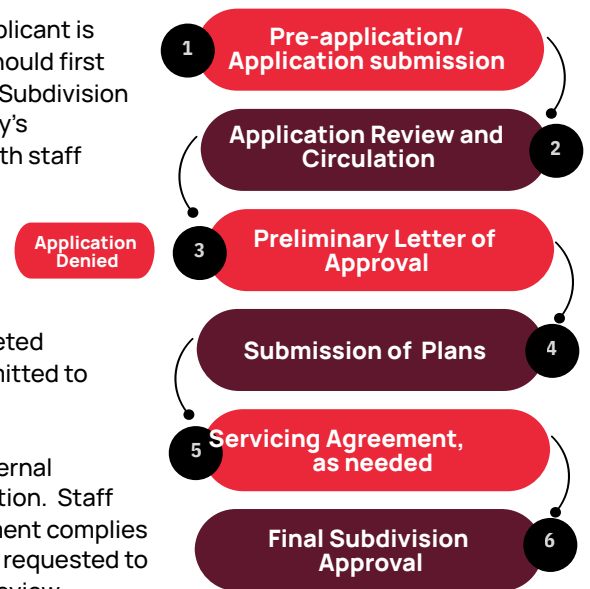 plicant is
hould first
Subdivision
y's
th staff
eted
mitted to
ernal
tion. Staff
ment complies
requested to
1
Pre-application/
Application submission
Application Review and
Circulation
2
Application
Denied
3
Preliminary Letter of
Approval
Submission of Plans
4
5
Servicing Agreement,
as needed
Final Subdivision
Approval
6